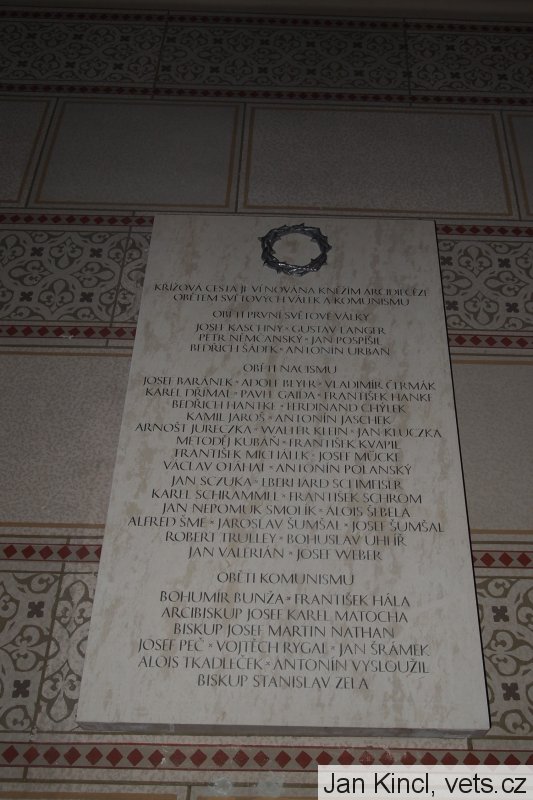 KŘÍŽOVÁ CESTA JE VĚNOVÁNA KNĚŽÍM ARCIDIECÉZE
OBĚTEM SVĚTOVÝCH VÁLEK A KOMUNISMU
OBĚTI PRVNÍ SVĚTOVÉ VÁLKY
JOSEF KASCHNY * GUSTAV LANGER
PETR NĚMČANSKÝ * JAN POSPÍŠIL
BEDŘICH ŠÁDEK * ANTONÍN URBAN
OBĚTI NACISMU
JOSEF BARÁNEK * ADOLF BEYER * VLADIMÍR ČERMÁK
KAREL DŘÍMAL * PAVEL GAJDA * FRANTIŠEK HANKE
BEDŘICH HANTKE * FERDINAND CHÝLEK
KAMIL JAROŠ * ANTONÍN JASCHEK
ARNOŠT JUREČZKA * WALTER KLEIN * JAN KLUCZKA
METODĚJ KUBÁŇ * FRANTIŠEK KVAPIL
FRANTIŠEK MICHÁLEK * JOSEF MÜCKE
VÁCLAV OTÁHAL * ANTONÍN POLANSKÝ
JAN SCZUKA * EBERHARD SCHMEISER
KAREL SCHRAMMEL * FRANTIŠEK SCHROM
JAN NEPOMUK SMOLÍK * ALOIS ŠIBELA
ALFRED ŠME * JAROSLAV ŠUMŠAL * JOSEF ŠUMŠAL
ROBERT TRULLEY * BOHUSLAV UHLÍŘ
JAN VALERIÁN * JOSEF WEBER
OBĚTI KOMUNISMU
BOHUMÍR BUNŽA * FRANTIŠEK HÁLA
ARCIBISKUP JOSEF KAREL MATOCHA
BISKUP JOSEF MARTIN NATHAN
JOSEF PEČ * VOJTĚCH RYGAL * JAN ŠRÁMEK
ALOIS TKADLEČEK * ANTONÍN VYSLOUŽIL
BISKUP STANISLAV ZELA
Jan Kincl, vets.cz